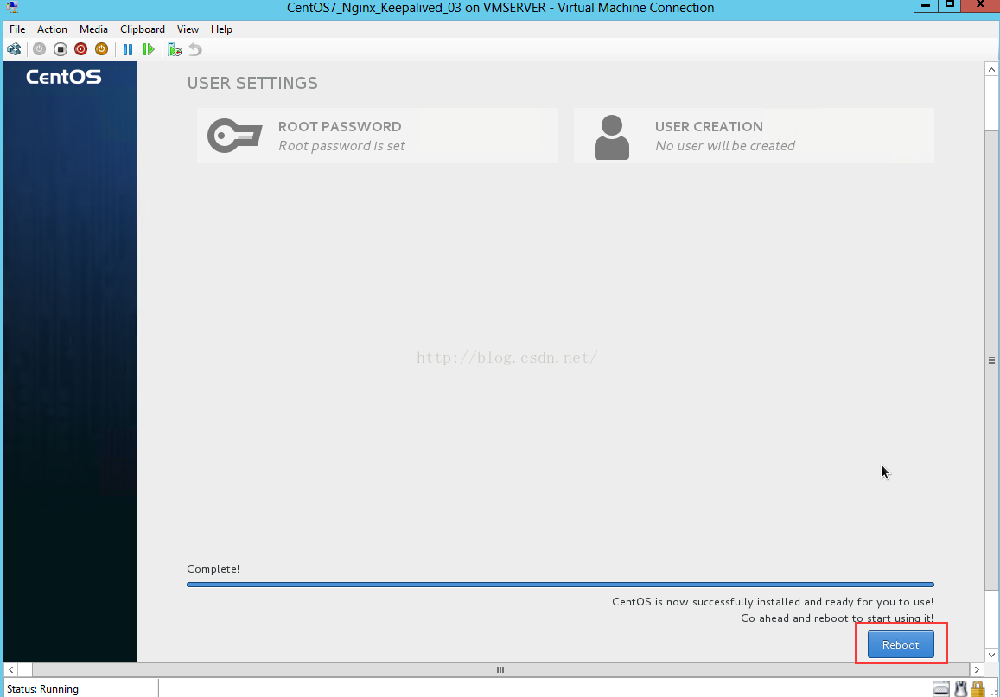 CentOS7_Nginx_Keepalived_03 on VMSERVER - Virtual Machine Connection
File Action Media Clipboard View Help
CentOS
USER SETTINGS
ROOT PASSWORD
Root password is set
USER CREATION
No user will be created
http://blog.csdn.net/
Complete!
CentOS is now successfully installed and ready for you to use!
Go ahead and reboot to start using it!
Reboot
Status: Running